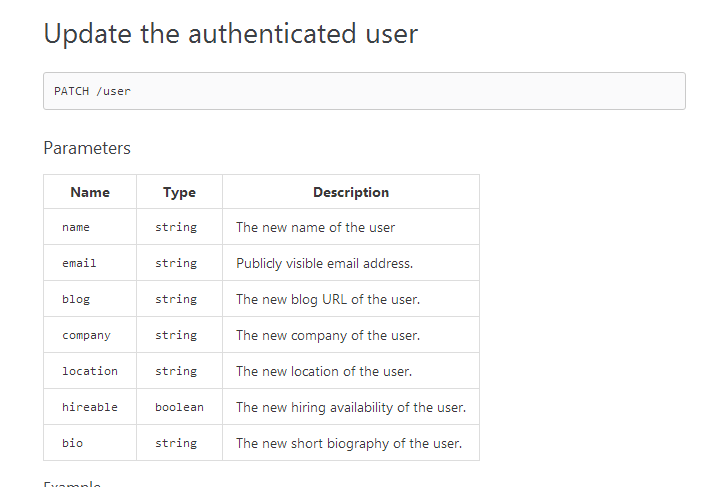 Update the authenticated user
PATCH /user
Parameters
Name Type Description
name string The new name of the user
email string Publicly visible email address.
blog string The new blog URL of the user.
company string The new company of the user.
location string The new location of the user.
hireable boolean The new hiring availability of the user.
bio string The new short biography of the user.
Example